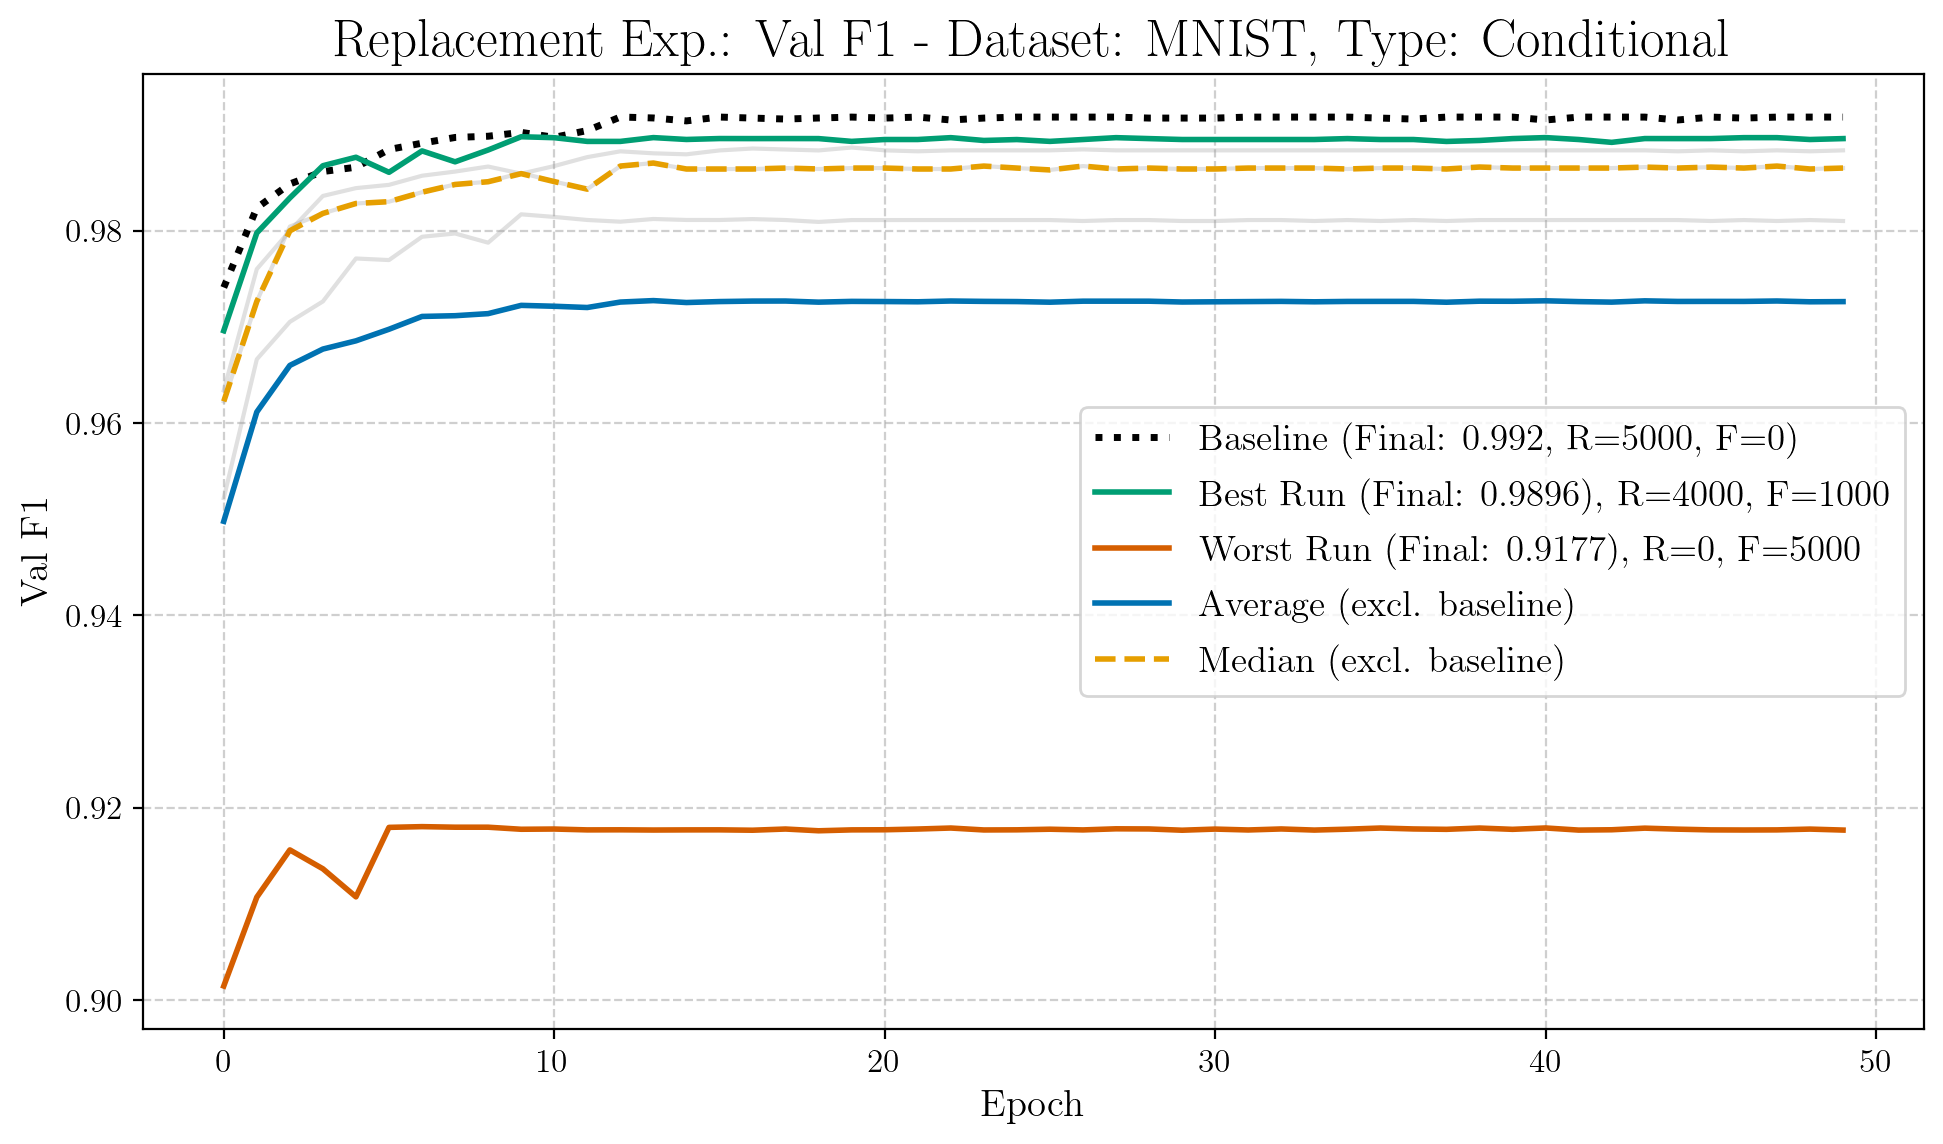 Replacement Exp.: Val F1 - Dataset: MNIST, Type: Conditional
Val F1
0.98
0.96
0.94
0.92
0.90
Baseline (Final: 0.992, R=5000, F=0)
Best Run (Final: 0.9896), R=4000, F=1000
Worst Run (Final: 0.9177), R=0, F=5000
Average (excl. baseline)
Median (excl. baseline)
0 10 20 30 40 50
Epoch